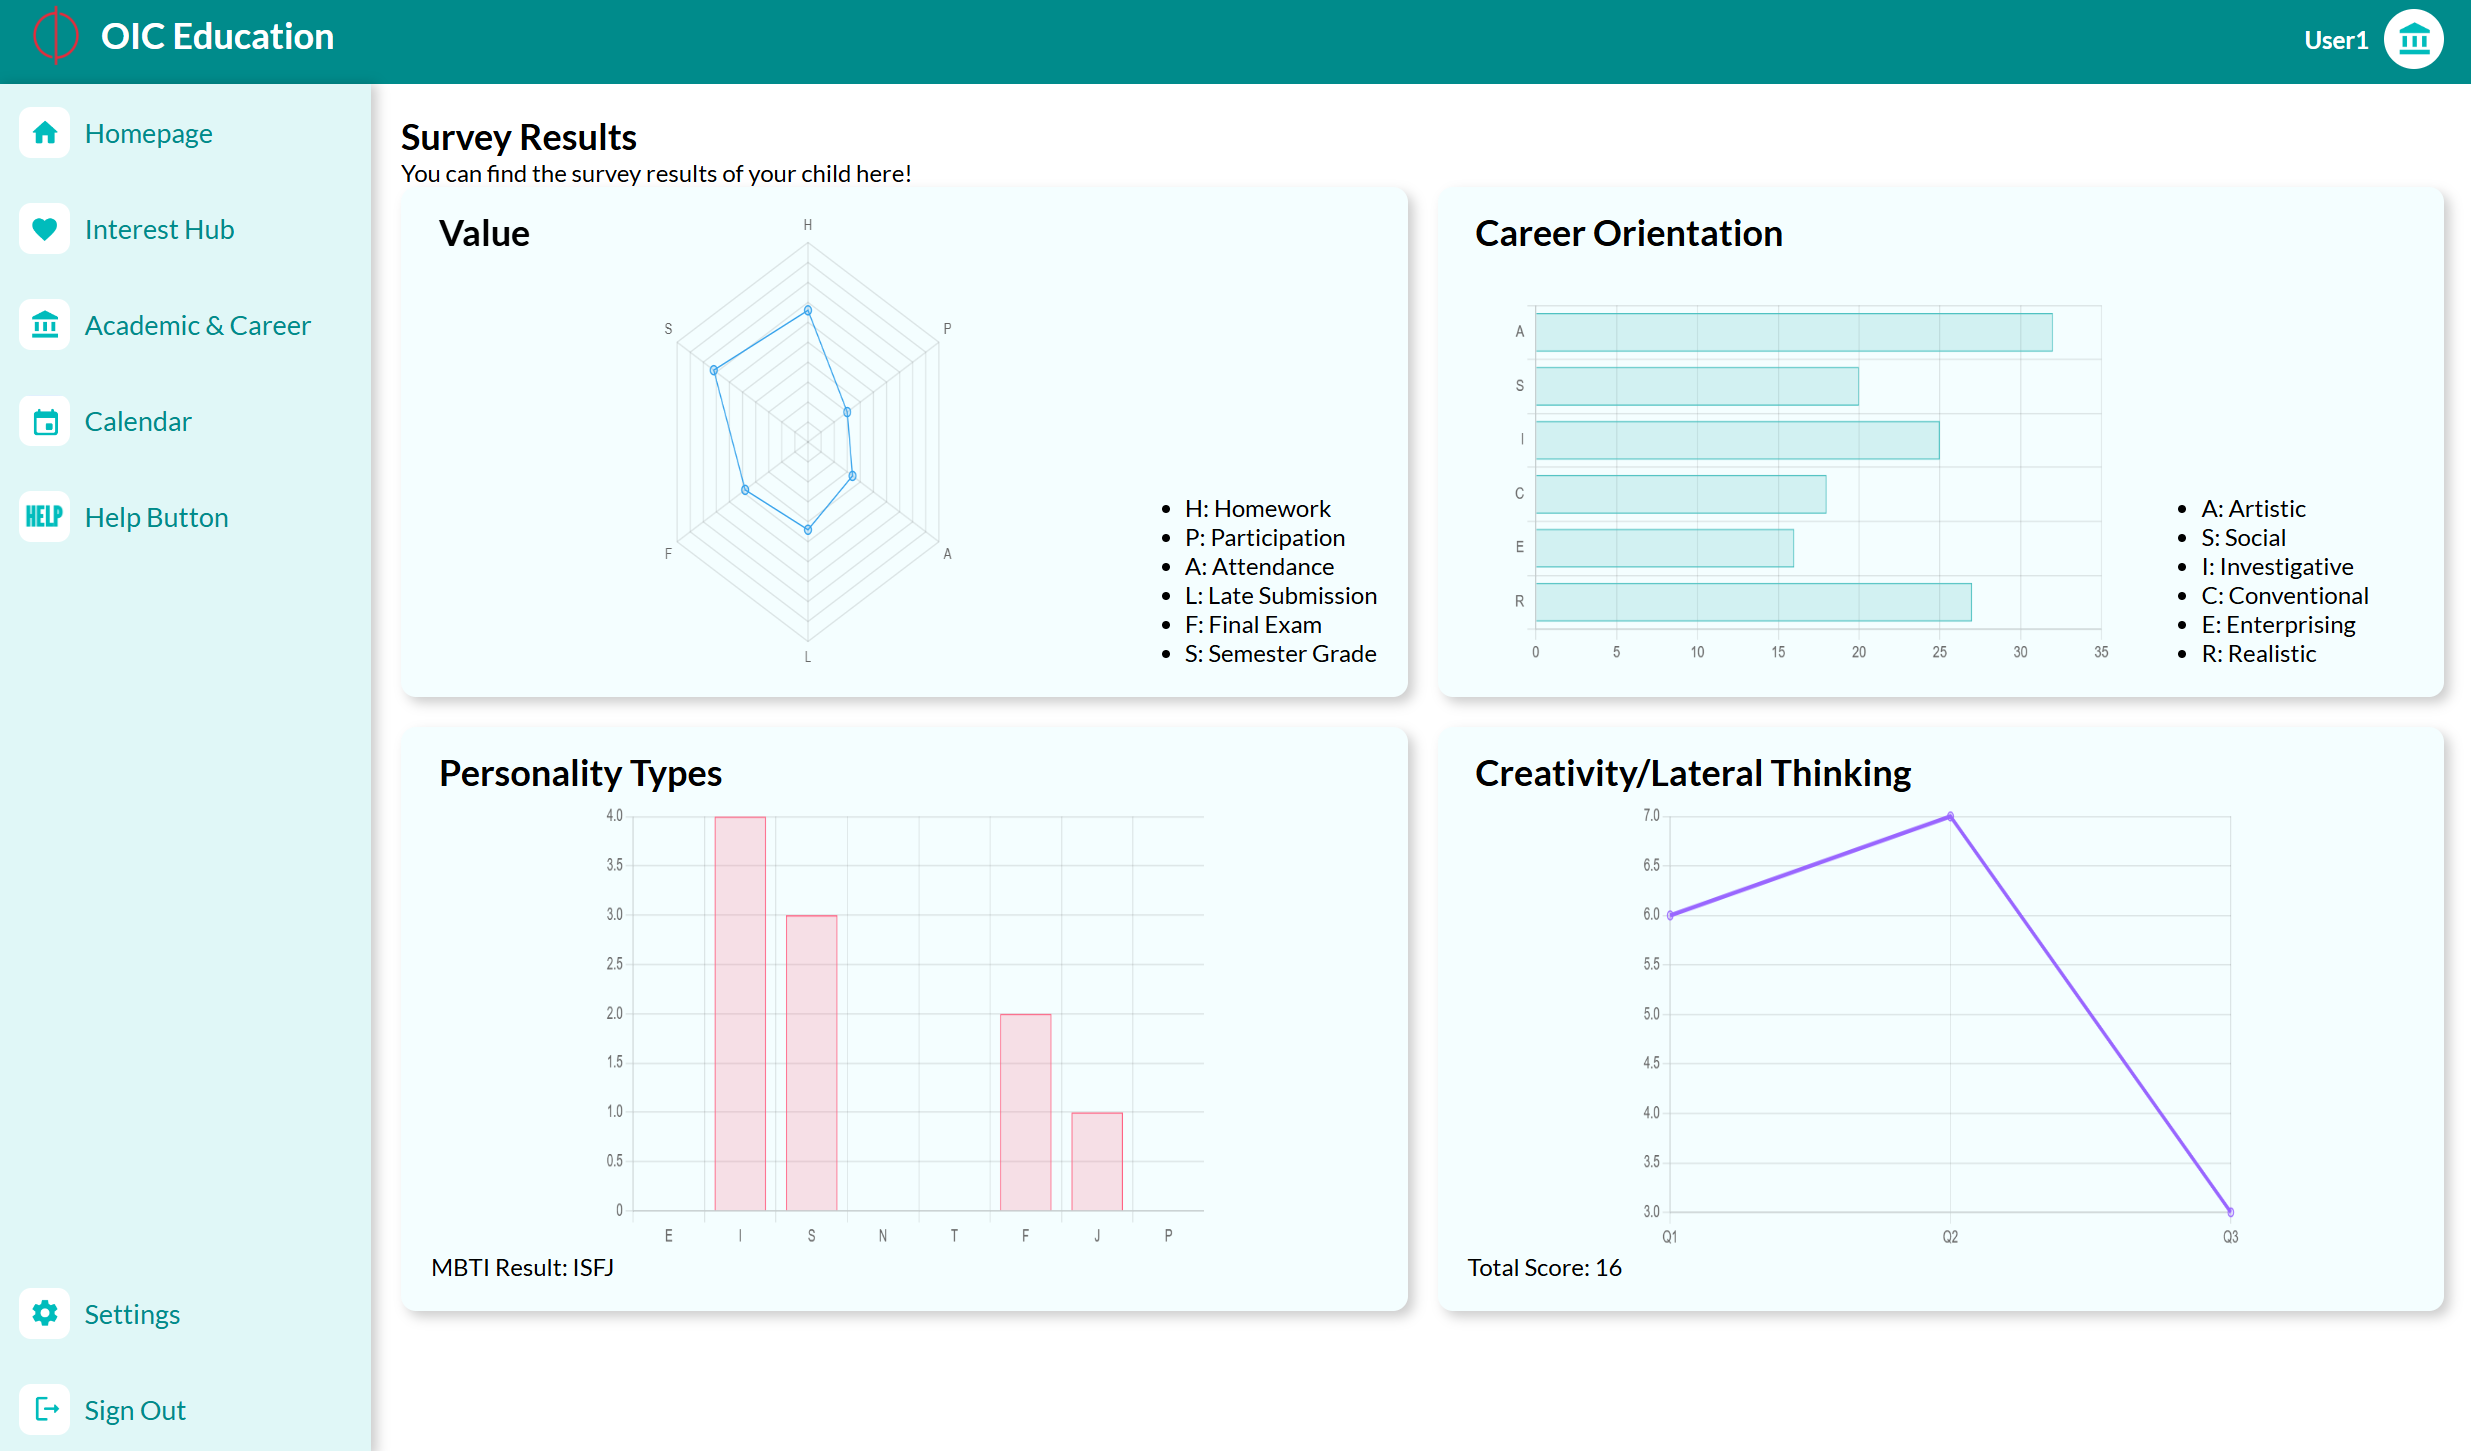 OIC Education
User1
Homepage
Interest Hub
Academic & Career
Calendar
HELP
Help Button
Settings
Sign Out
Survey Results
You can find the survey results of your child here!
Value
H
S
P
F
A
L
H: Homework
P: Participation
A: Attendance
L: Late Submission
F: Final Exam
S: Semester Grade
Career Orientation
A
S
I
C
E
R
0 5 10 15 20 25 30 35
A: Artistic
S: Social
I: Investigative
C: Conventional
E: Enterprising
R: Realistic
Personality Types
4.0
3.5
3.0
2.5
2.0
1.5
1.0
0.5
0
E I S N T F J P
MBTI Result: ISFJ
Creativity/Lateral Thinking
7.0
6.5
6.0
5.5
5.0
4.5
4.0
3.5
3.0
Q1 Q2 Q3
Total Score: 16